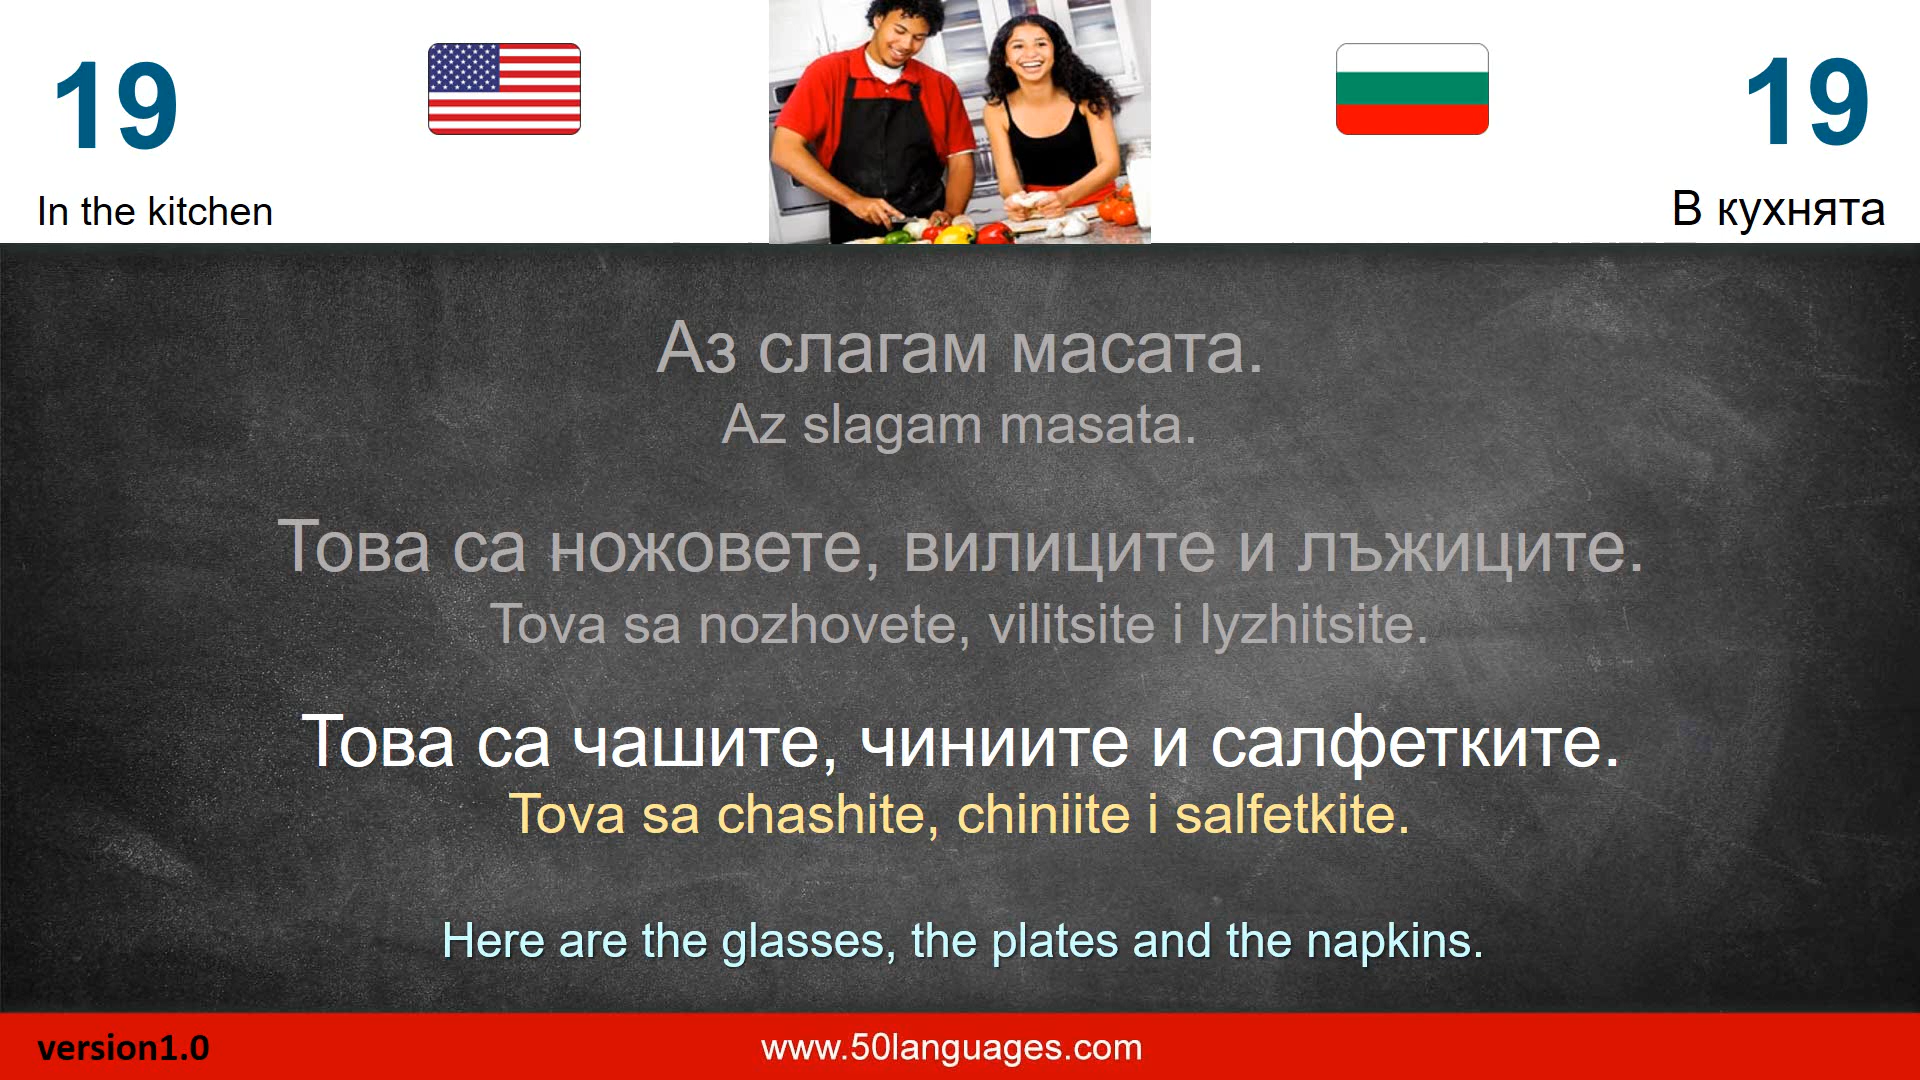 19
19
In the kitchen
В кухнята
Аз слагам масата.
Az slagam masata.
Това са ножовете, вилиците и лъжиците.
Tova sa nozhovete, vilitsite i lyzhitsite.
Това са чашите, чиниите и салфетките.
Tova sa chashite, chiniite i salfetkite.
Here are the glasses, the plates and the napkins.
version1.0
www.50languages.com